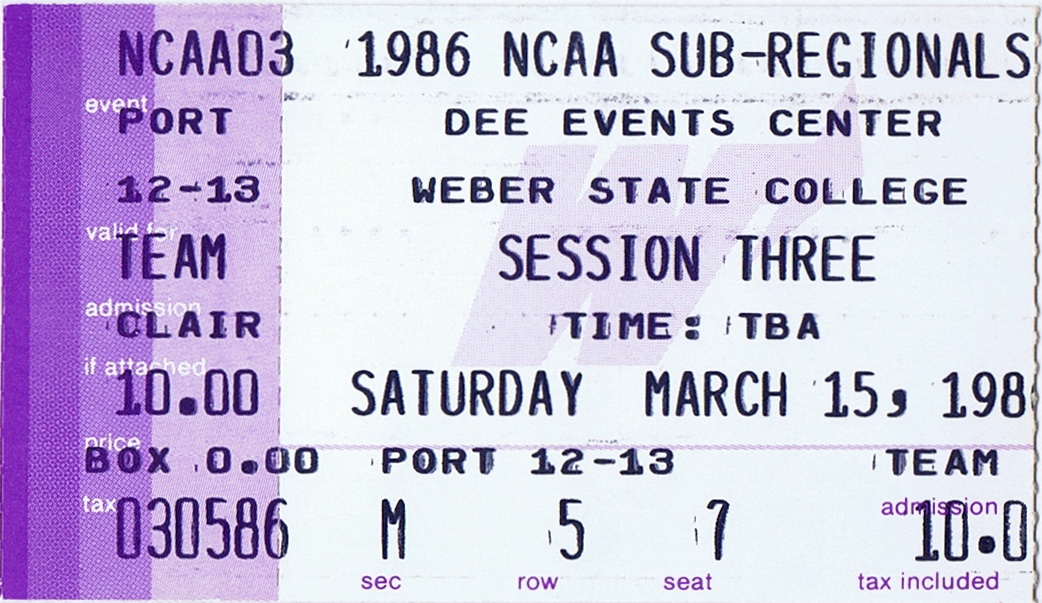 NCAA03 1986 NCAA SUB-REGIONALS
event
PORT DEE EVENTS CENTER
12-13 WEBER STATE COLLEGE
valid for
TEAM SESSION THREE
admission
CLAIR TIME: TBA
if attached
10.00 SATURDAY MARCH 15, 198
price
BOX 0.00 PORT 12-13 TEAM
tax admission
030586 M 5 7 10.0
sec row seat tax included